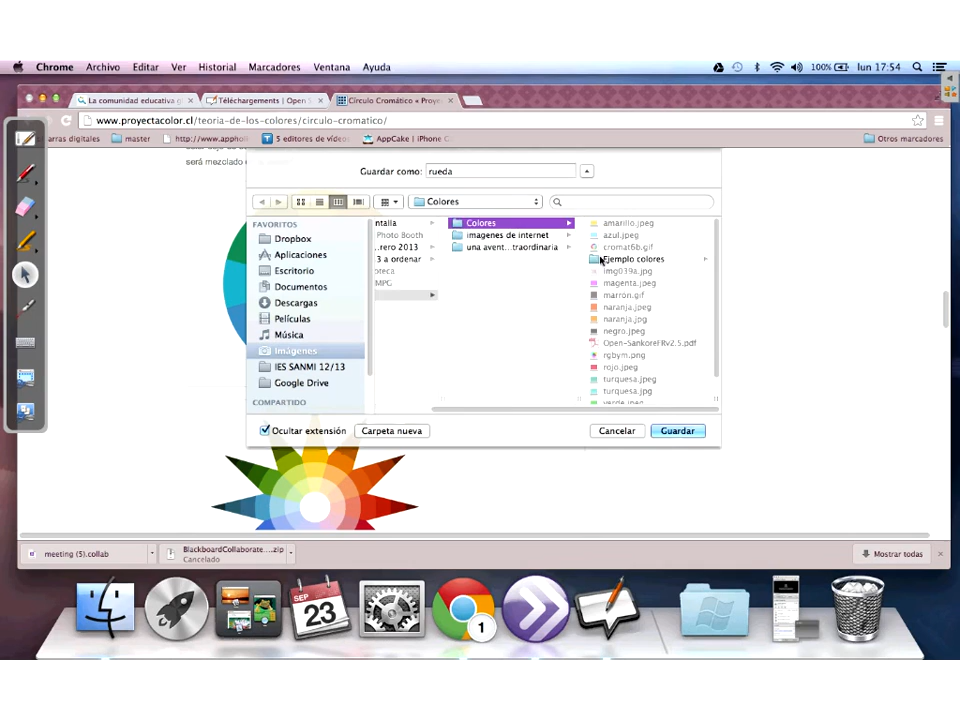 Chrome Archivo Editar Ver Historial Marcadores Ventana Ayuda 100% lun 17:54
La comunidad educativa Téléchargements | Open Círculo Cromático « Proye
www.proyectacolor.cl/teoria-de-los-colores/circulo-cromatico/
arras digitales master http://www.appho 5 editores de vídeo AppCake | iPhone Otros marcadores
será mezclado
Guardar como: rueda
Colores
FAVORITOS
Dropbox
Aplicaciones
Escritorio
Documentos
Descargas
Películas
Música
Imágenes
IES SANMI 12/13
Google Drive
COMPARTIDO
ntalla
Photo Booth
...rero 2013
3 a ordenar
oteca
MPG
Colores
imagenes de internet
una avent...traordinaria
amarillo.jpeg
azul.jpeg
cromat6b.gif
Ejemplo colores
img039a.jpg
magenta.jpeg
marron.gif
naranja.jpeg
naranja.jpg
negro.jpeg
Open-SankoreFRv2.5.pdf
rgbym.png
rojo.jpeg
turquesa.jpeg
turquesa.jpg
verde.jpeg
Ocultar extensión Carpeta nueva Cancelar Guardar
meeting (5).collab
BlackboardCollaborate....zip
Cancelado
Mostrar todas
SEP
23
1